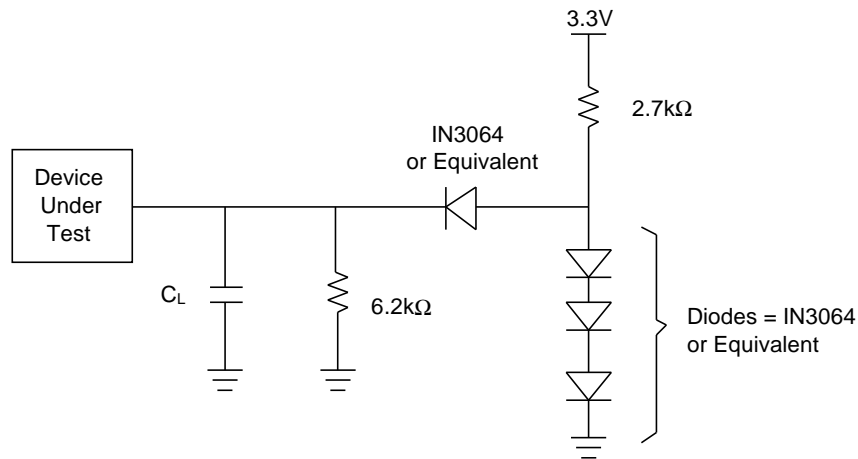 3.3V
2.7kΩ
IN3064
or Equivalent
Device
Under
Test
CL
6.2kΩ
Diodes = IN3064
or Equivalent